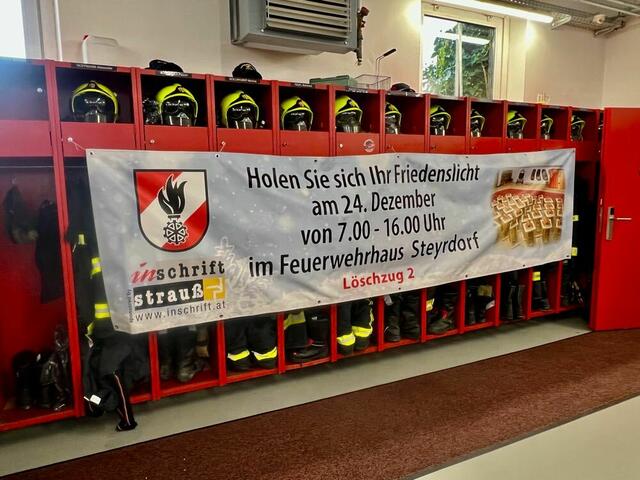 Holen Sie sich Ihr Friedenslicht
am 24. Dezember
von 7.00 - 16.00 Uhr
im Feuerwehrhaus Steyrdorf
Löschzug 2
inschrift
strauß
www.inschrift.at